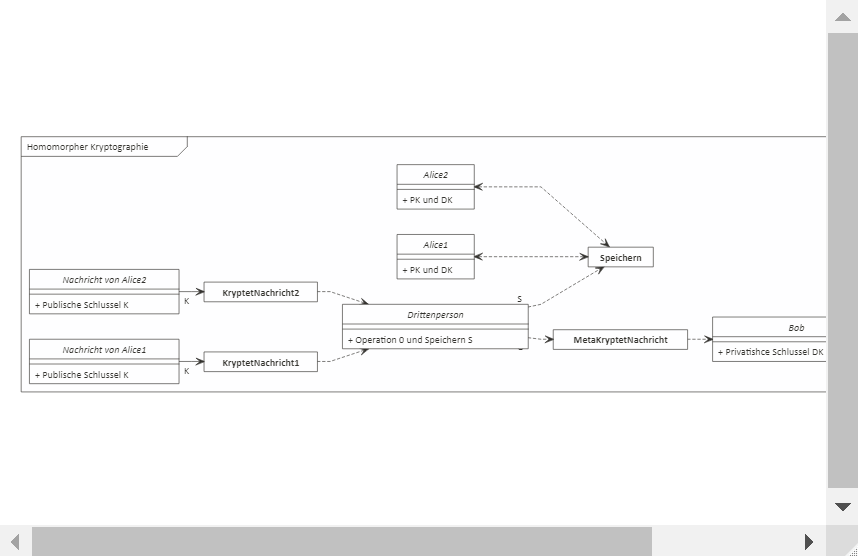 Homomorpher Kryptographie
Alice2
+ PK und DK
Alice1
+ PK und DK
Speichern
Nachricht von Alice2
+ Publische Schlussel K
K
KryptetNachricht2
S
Drittenperson
+ Operation O und Speichern S
MetaKryptetNachricht
Bob
+ Privatishce Schlussel DK
Nachricht von Alice1
+ Publische Schlussel K
K
KryptetNachricht1